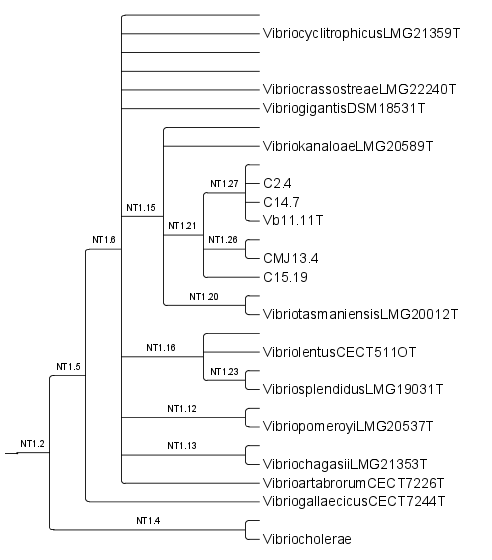 VibriocyclitrophicusLMG21359T
VibriocrassostreaeLMG22240T
VibriogigantisDSM18531T
VibriokanaloaeLMG20589T
NT1.27
C2.4
C14.7
NT1.15
Vb11.11T
NT1.21
NT1.6
NT1.26
CMJ13.4
C15.19
NT1.20
VibriotasmaniensisLMG20012T
NT1.16
VibriolentusCECT511OT
NT1.5
NT1.23
VibriosplendidusLMG19031T
NT1.12
VibriopomeroyiLMG20537T
NT1.2
NT1.13
VibriochagasiiLMG21353T
VibrioartabrorumCECT7226T
VibriogallaecicusCECT7244T
NT1.4
Vibriocholerae